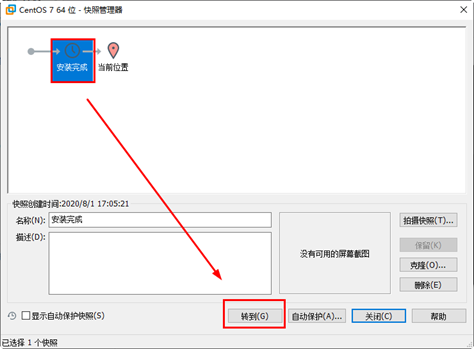 CentOS 7 64 位 - 快照管理器
安装完成
当前位置
快照创建时间:2020/8/1 17:05:21
名称(N): 安装完成
拍摄快照(T)...
描述(D):
没有可用的屏幕截图
保留(K)
克隆(O)...
删除(E)
显示自动保护快照(S)
转到(G)
自动保护(A)...
关闭(C)
帮助
已选择 1 个快照